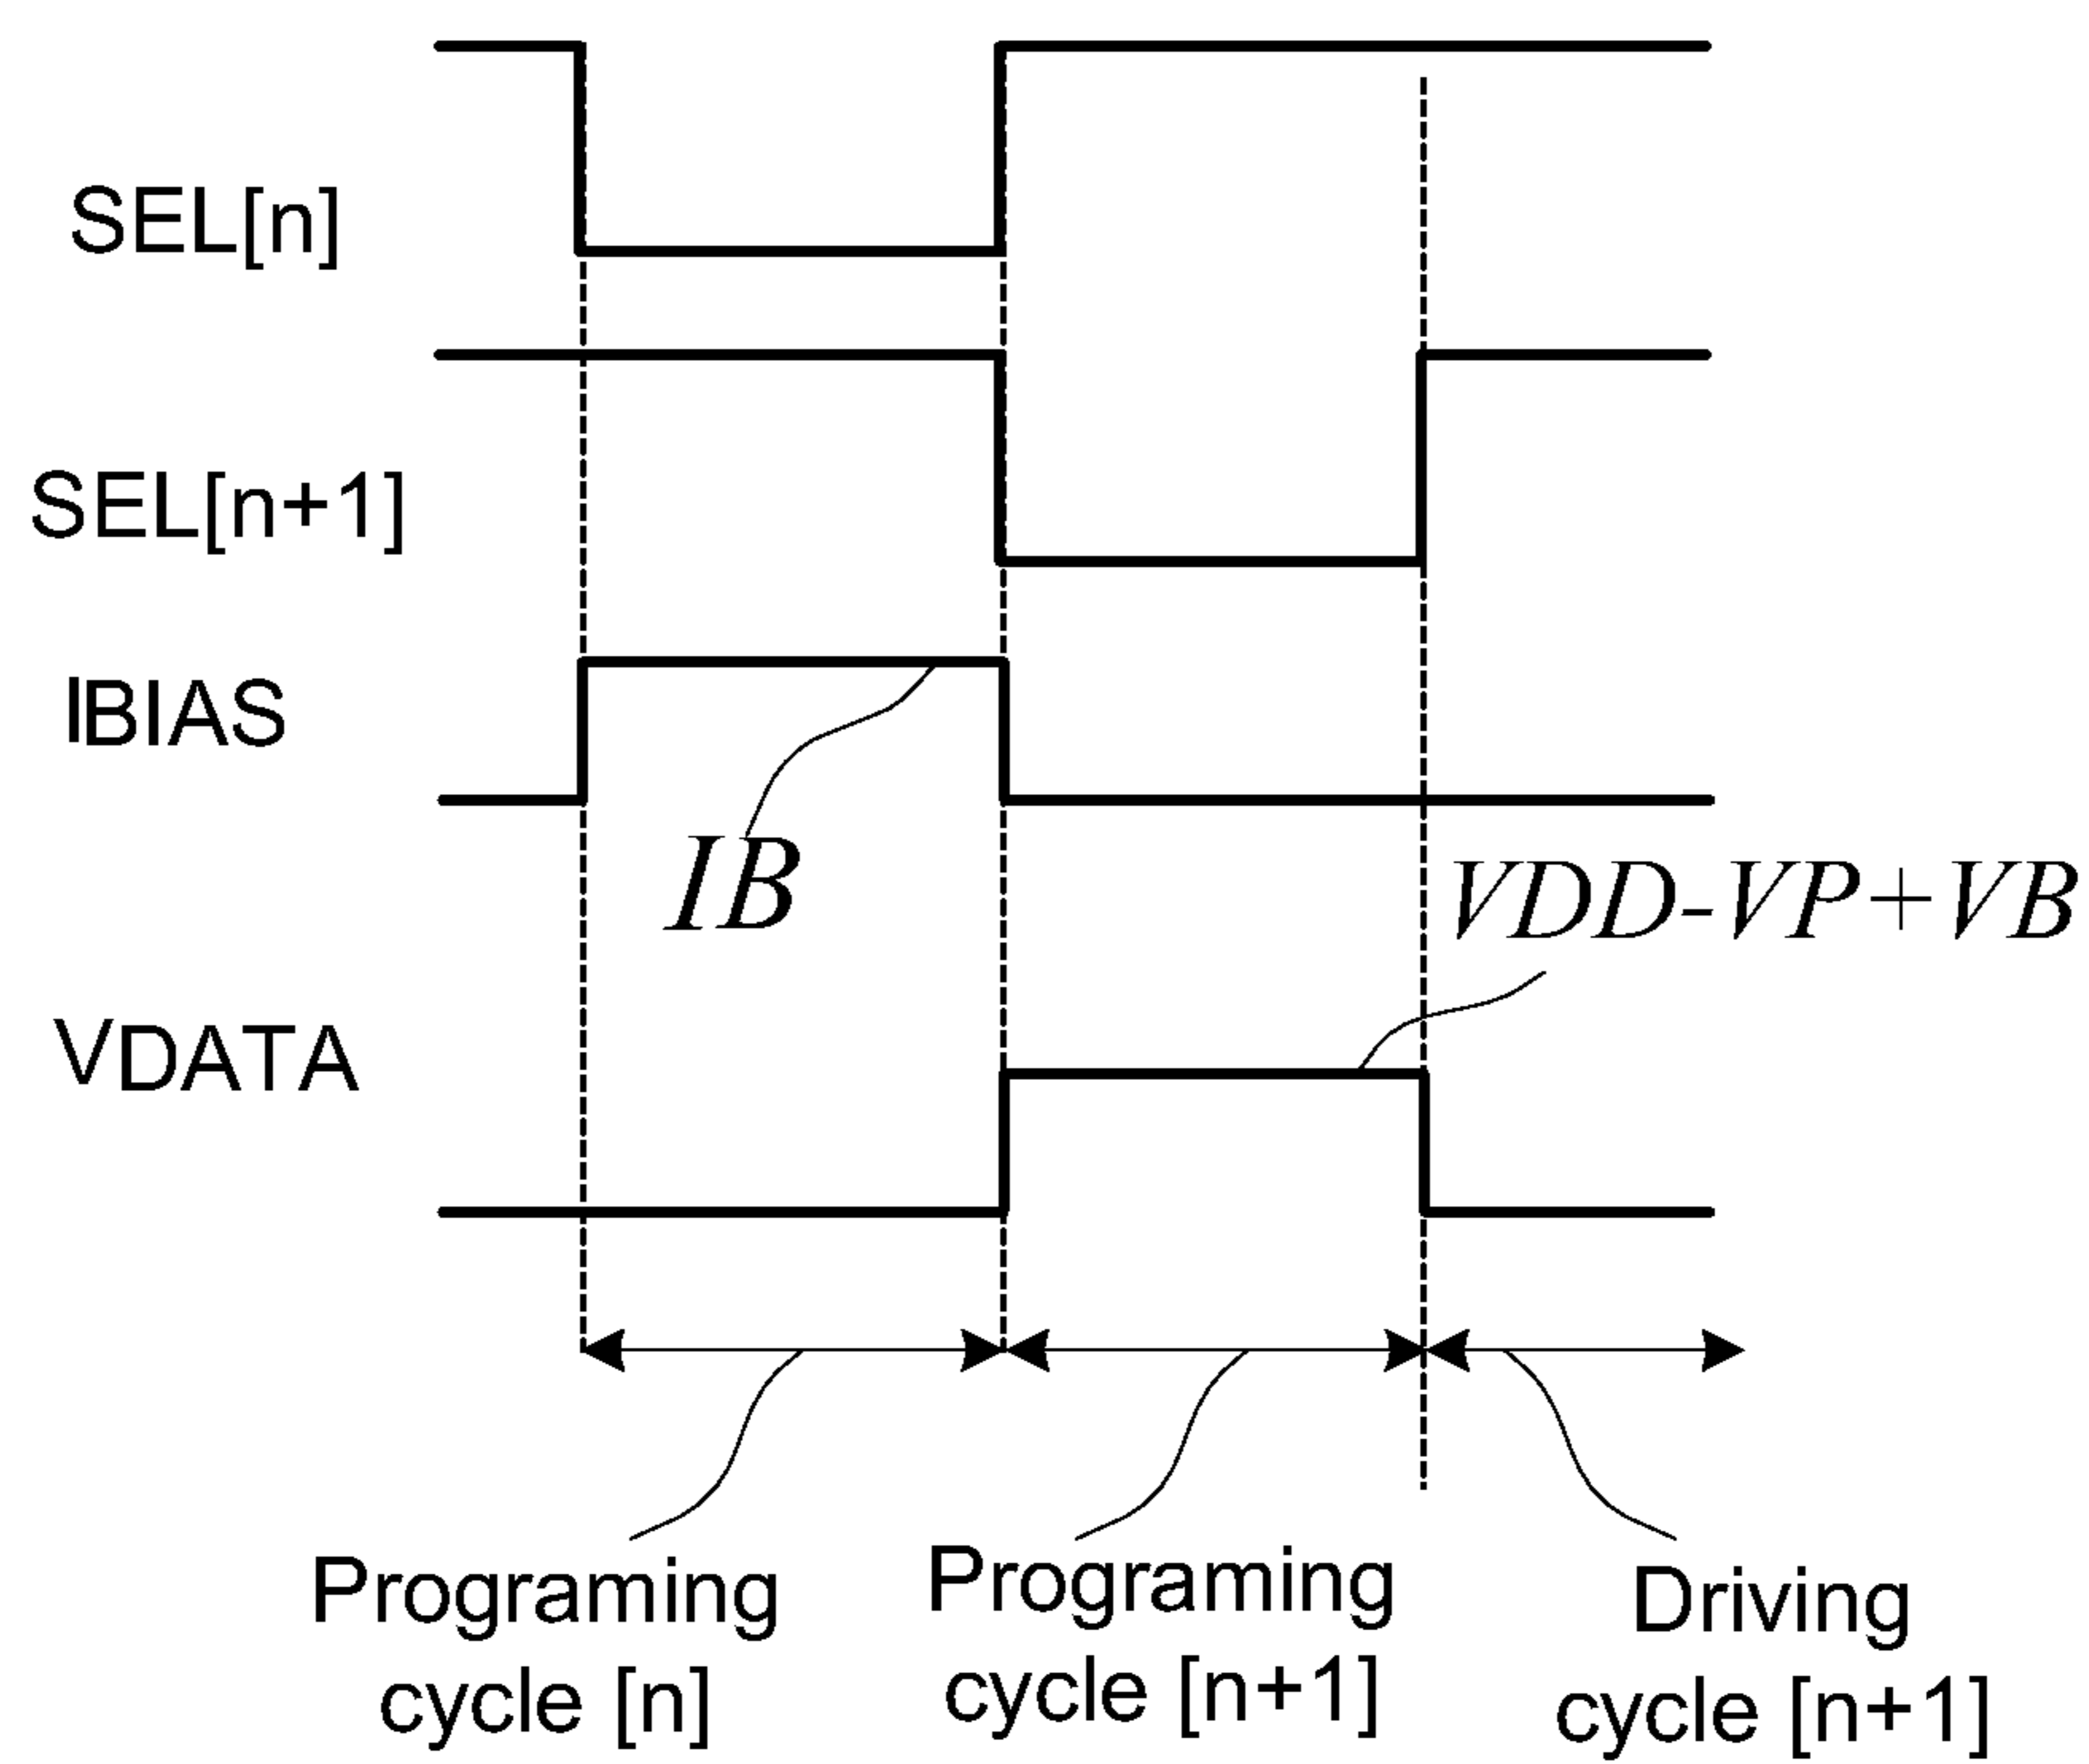 SEL[n]
SEL[n+1]
IBIAS
IB
VDD-VP+VB
VDATA
Programing
cycle [n]
Programing
cycle [n+1]
Driving
cycle [n+1]